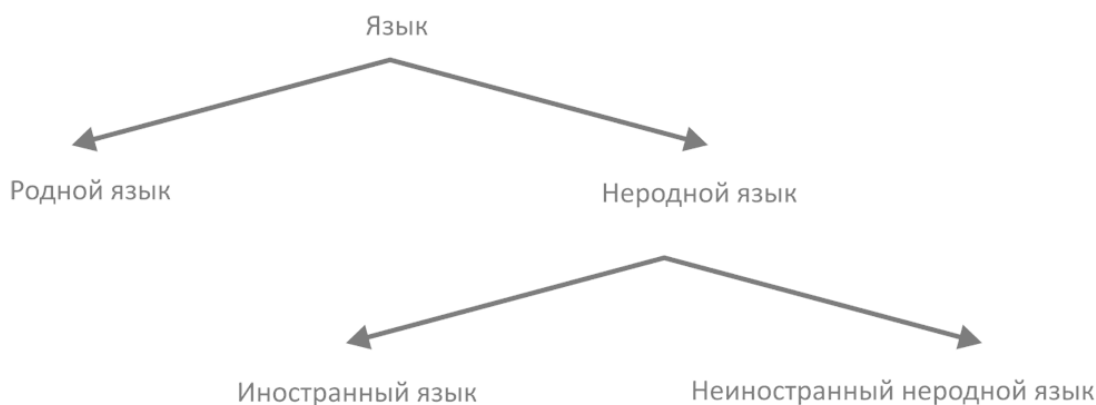 Язык
Родной язык
Неродной язык
Иностранный язык
Неиностранный неродной язык